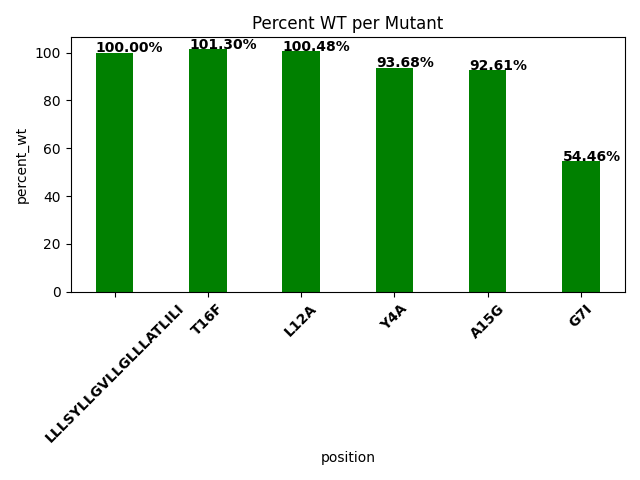 Percent WT per Mutant
percent_wt
100
80
60
40
20
0
100.00%
101.30%
100.48%
93.68%
92.61%
54.46%
LLLSYLLGVLLGLLLATLILI
T16F
L12A
Y4A
A15G
G7I
position